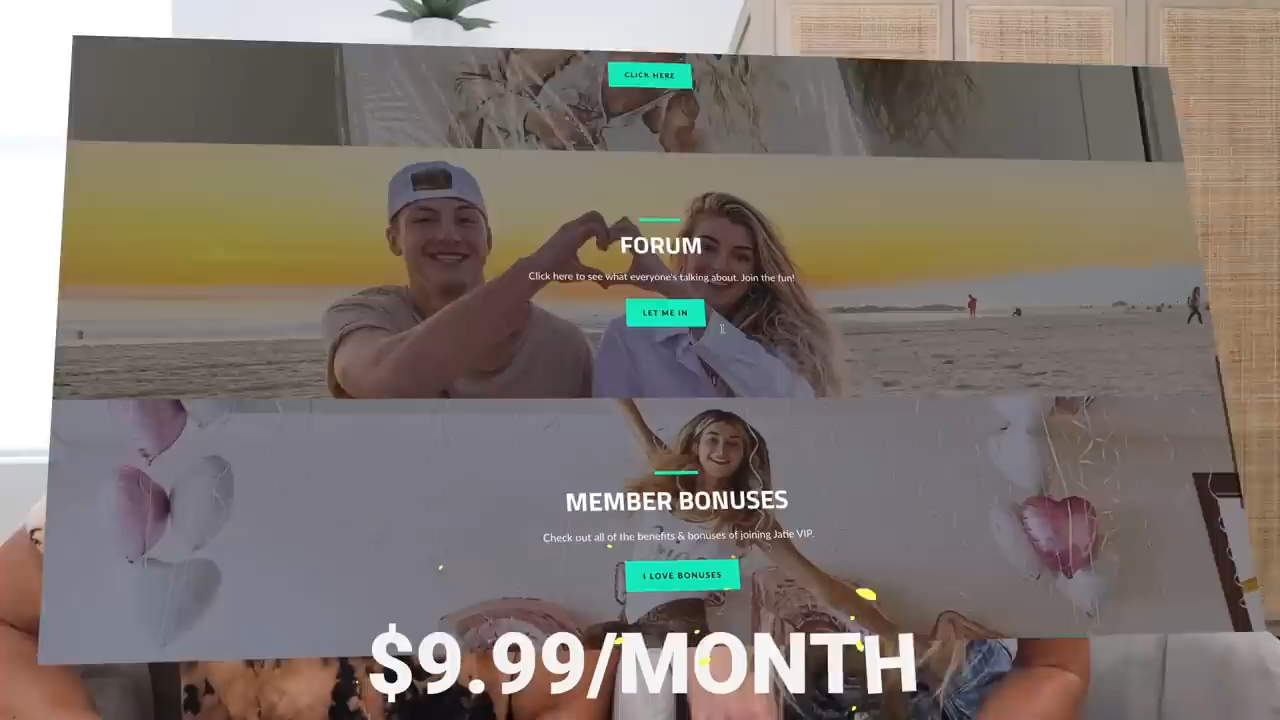 CLICK HERE
FORUM
Click here to see what everyone's talking about. Join the fun!
LET ME IN
MEMBER BONUSES
Check out all of the benefits & bonuses of joining Jatie VIP.
I LOVE BONUSES
$9.99/MONTH